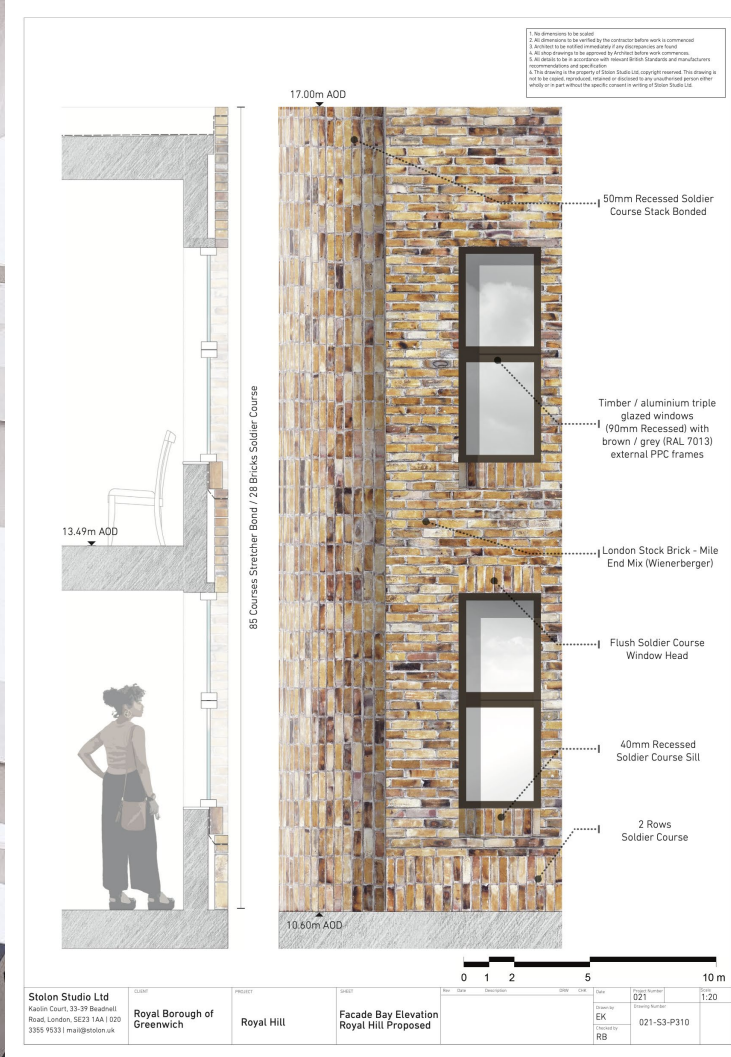 1. No dimensions to be scaled
2. All dimensions to be verified by the contractor before work is commenced
3. Architect to be notified immediately if any discrepancies are found
4. All shop drawings to be approved by Architect before work commences.
5. All details to be in accordance with relevant British Standards and manufacturers
recommendations and specification
6. This drawing is the property of Stolon Studio Ltd, copyright reserved. This drawing is
not to be copied, reproduced, retained or disclosed to any unauthorised person either
wholly or in part without the specific consent in writing of Stolon Studio Ltd.
17.00m AOD
50mm Recessed Soldier
Course Stack Bonded
Timber / aluminium triple
glazed windows
(90mm Recessed) with
brown / grey (RAL 7013)
external PPC frames
85 Courses Stretcher Bond / 28 Bricks Soldier Course
13.49m AOD
London Stock Brick - Mile
End Mix (Wienerberger)
Flush Soldier Course
Window Head
40mm Recessed
Soldier Course Sill
2 Rows
Soldier Course
10.60m AOD
0 1 2 5 10 m
Stolon Studio Ltd
Kaolin Court, 33-39 Beadnell
Road, London, SE23 1AA | 020
3355 9533 | mail@stolon.uk
CLIENT
Royal Borough of
Greenwich
PROJECT
Royal Hill
SHEET
Facade Bay Elevation
Royal Hill Proposed
Rev Date Description DRW CHK
Date
Drawn by
EK
Checked by
RB
Project Number
021
Drawing Number
021-S3-P310
Scale
1:20